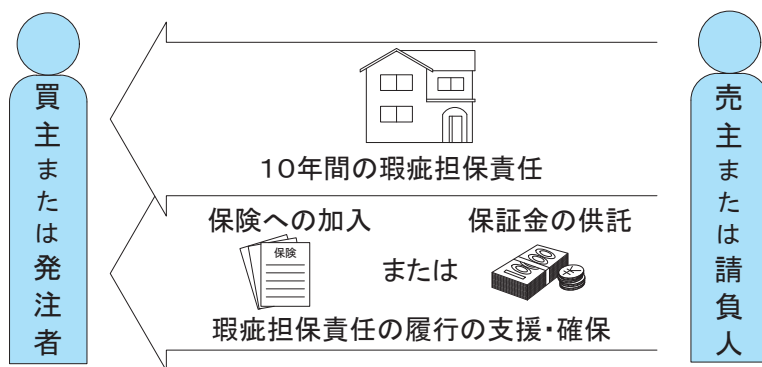 買主または発注者
10年間の瑕疵担保責任
保険への加入
保険
または
保証金の供託
100
100
瑕疵担保責任の履行の支援・確保
売主または請負人